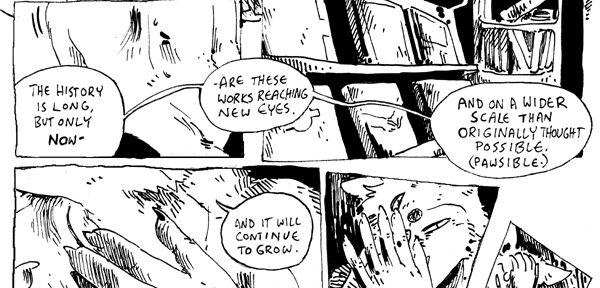 THE HISTORY
IS LONG,
BUT ONLY
NOW-
-ARE THESE
WORKS REACHING
NEW EYES.
AND ON A WIDER
SCALE THAN
ORIGINALLY THOUGHT
POSSIBLE.
(PAWSIBLE.)
AND IT WILL
CONTINUE
TO GROW.